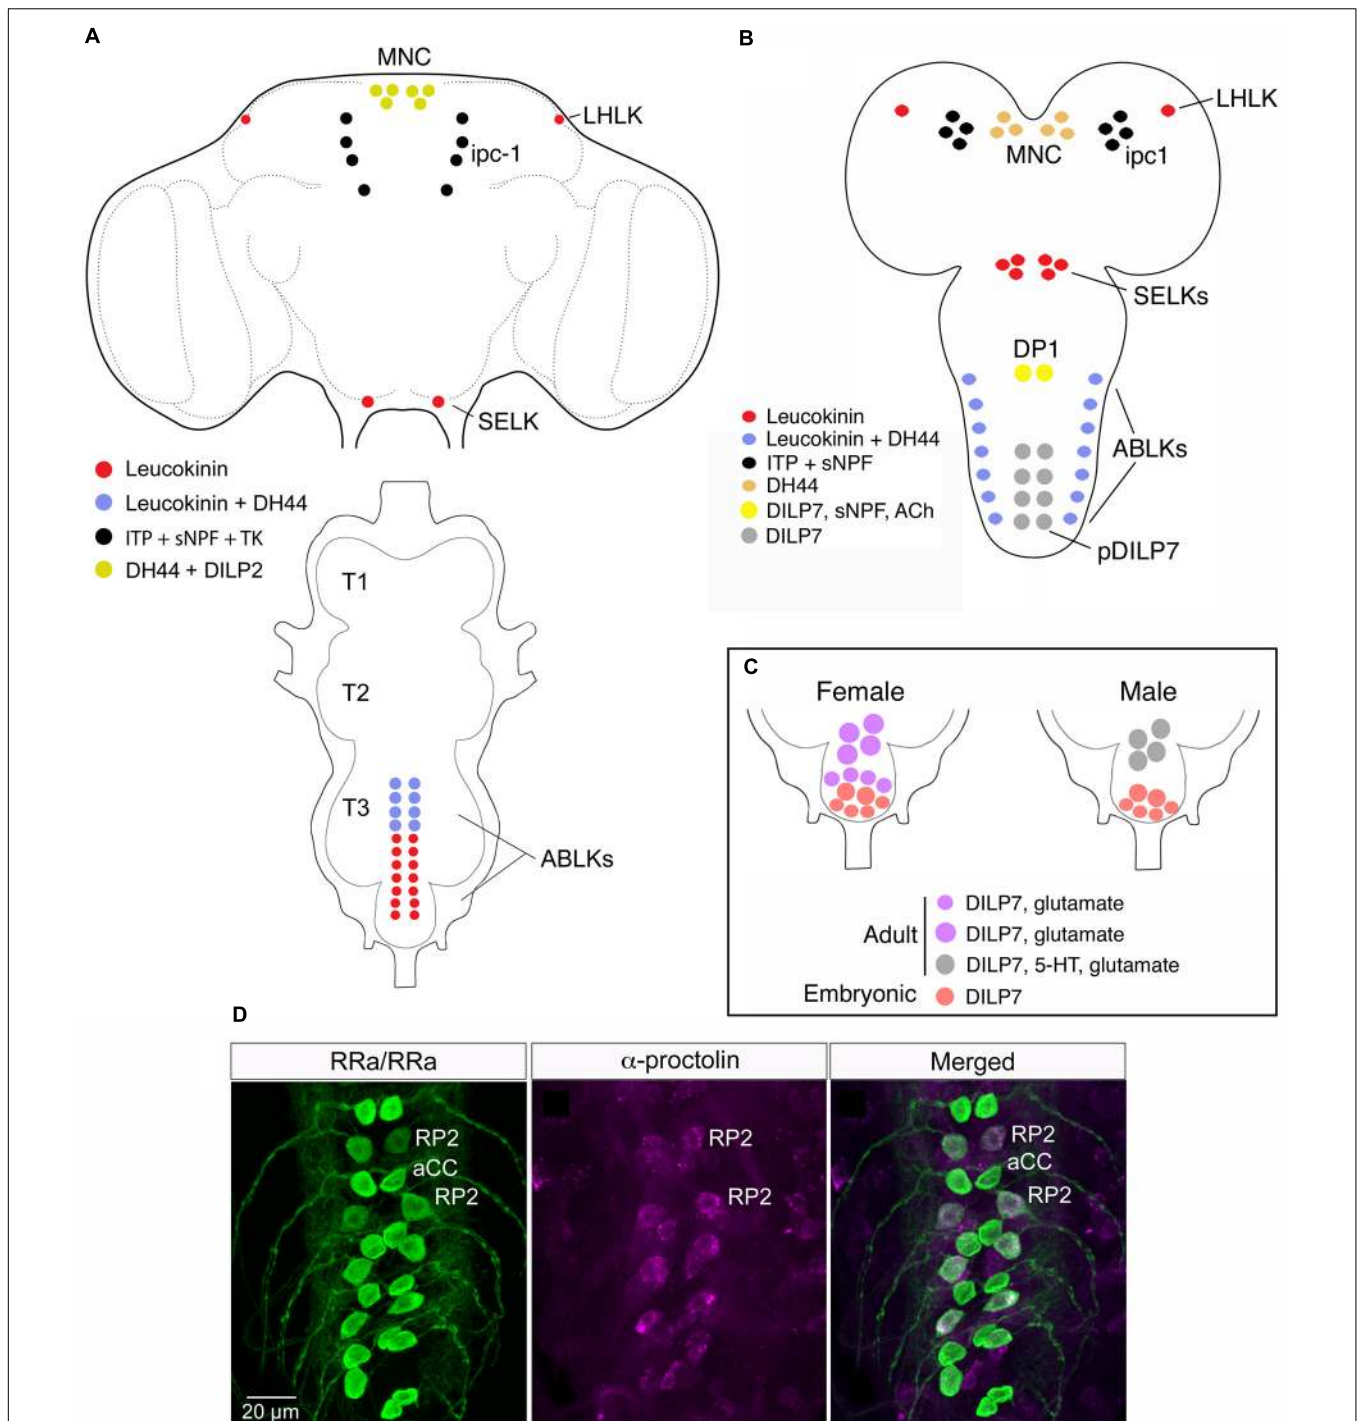 A
MNC
LHLK
ipc-1
SELK
Leucokinin
Leucokinin + DH44
ITP + sNPF + TK
DH44 + DILP2
T1
T2
T3
ABLKs
B
LHLK
MNC
ipc1
SELKs
DP1
ABLKs
pDILP7
Leucokinin
Leucokinin + DH44
ITP + sNPF
DH44
DILP7, sNPF, ACh
DILP7
C
Female
Male
Adult
DILP7, glutamate
DILP7, glutamate
DILP7, 5-HT, glutamate
Embryonic
DILP7
D
RRa/RRa
α-proctolin
Merged
RP2
aCC
RP2
20 µm
RP2
RP2
RP2
aCC
RP2